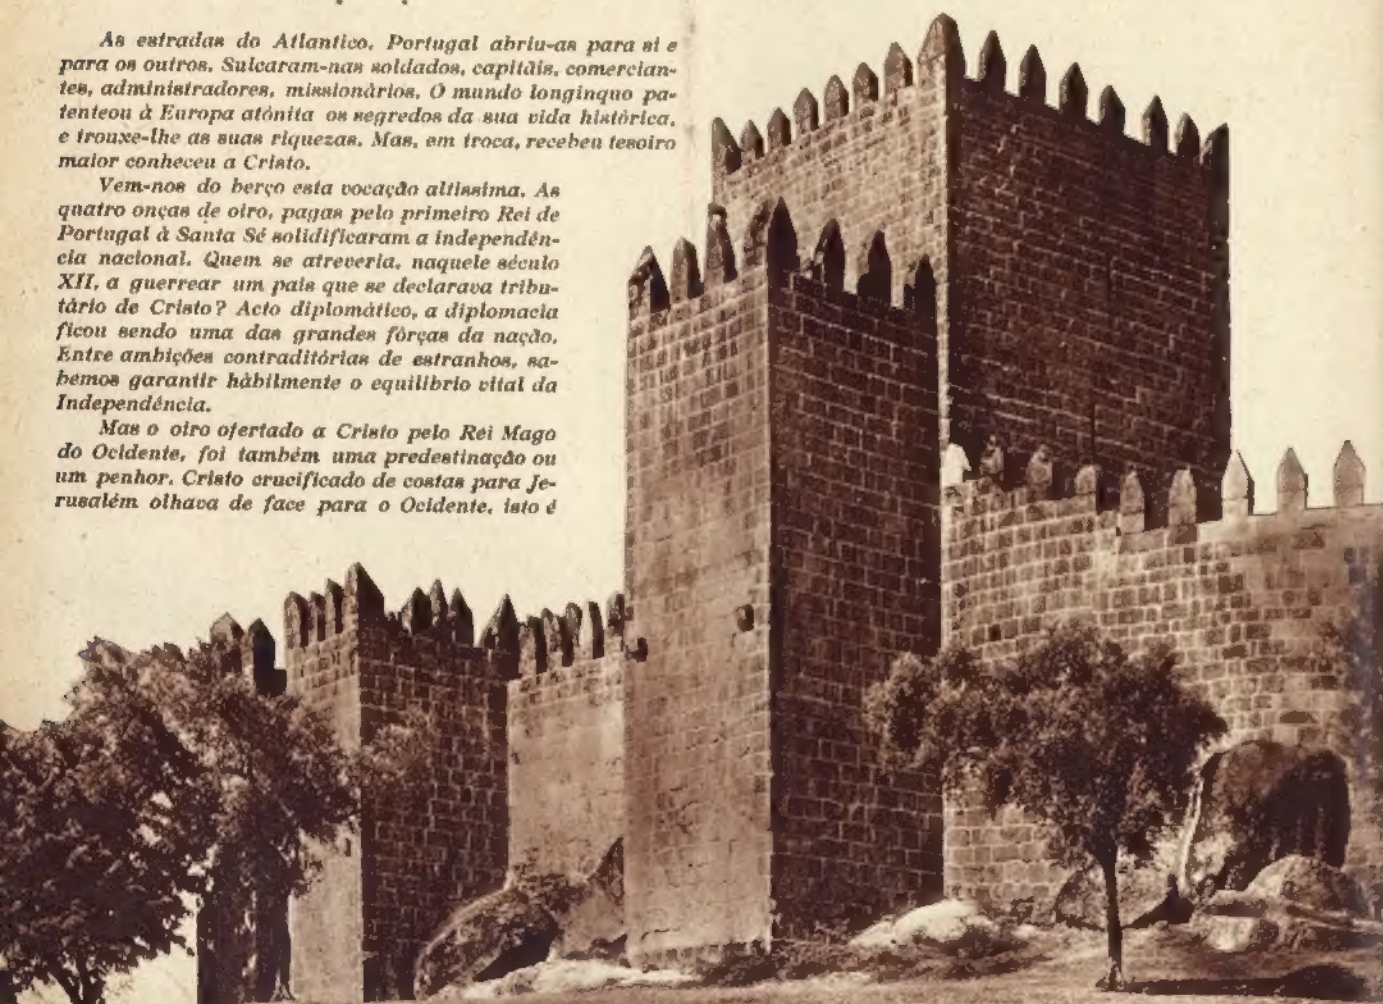 As estradas do Atlantico, Portugal abriu-as para si e
para os outros. Sulcaram-nas soldados, capitãis, comercian-
tes, administradores, missionários. O mundo longinquo pa-
tenteou à Europa atónita os segredos da sua vida histórica,
e trouxe-lhe as suas riquezas. Mas, em troca, recebeu tesoiro
maior conheceu a Cristo.
Vem-nos do berço esta vocação altissima. As
quatro onças de oiro, pagas pelo primeiro Rei de
Portugal à Santa Sé solidificaram a independên-
cia nacional. Quem se atreveria, naquele século
XII, a guerrear um pais que se declarava tribu-
tário de Cristo? Acto diplomático, a diplomacia
ficou sendo uma das grandes fôrças da nação.
Entre ambições contraditórias de estranhos, sa-
bemos garantir hàbilmente o equilibrio vital da
Independência.
Mas o oiro ofertado a Cristo pelo Rei Mago
do Ocidente, foi também uma predestinação ou
um penhor. Cristo crucificado de costas para Je-
rusalém olhava de face para o Ocidente, isto é